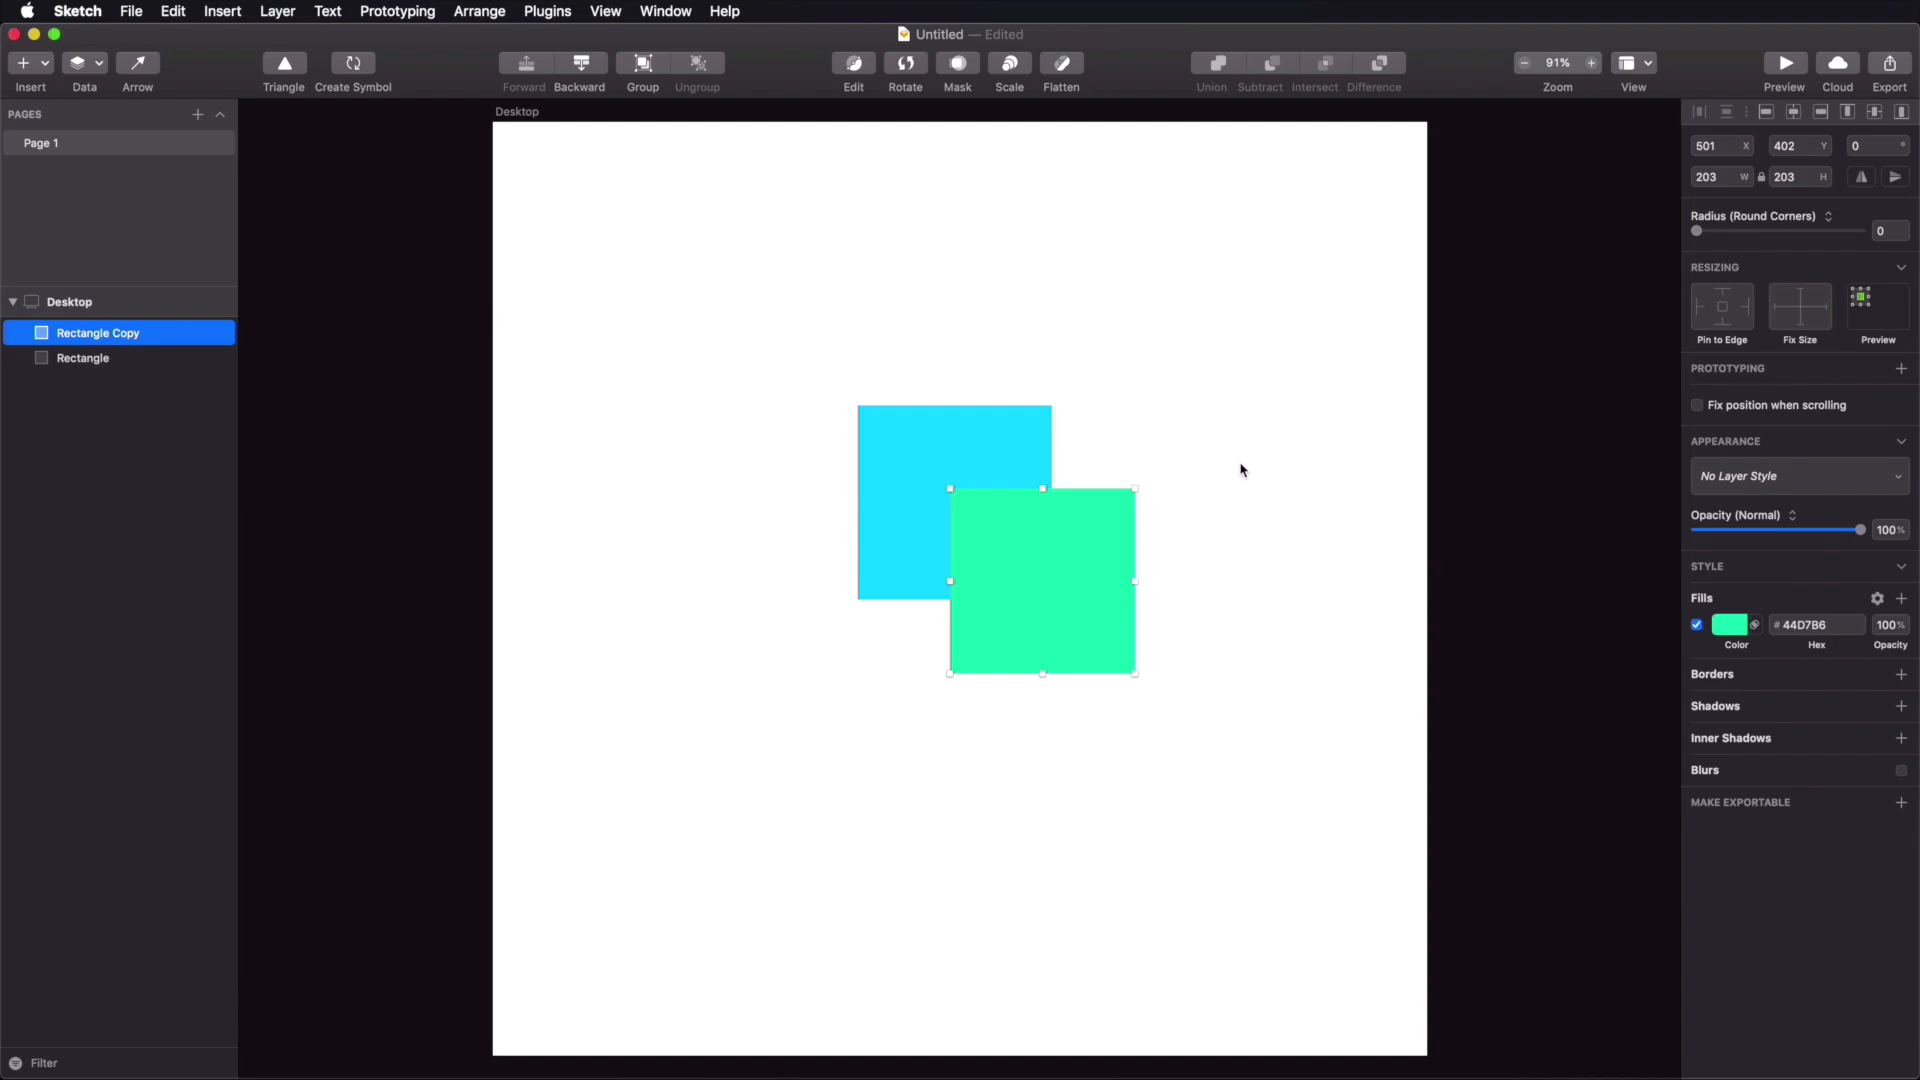 Sketch File Edit Insert Layer Text Prototyping Arrange Plugins View Window Help
Untitled — Edited
91%
Insert Data Arrow Triangle Create Symbol Forward Backward Group Ungroup Edit Rotate Mask Scale Flatten Union Subtract Intersect Difference Zoom View Preview Cloud Export
PAGES
Page 1
Desktop
Rectangle Copy
Rectangle
Filter
Desktop
501 X 402 Y 0 °
203 W 203 H
Radius (Round Corners)
0
RESIZING
Pin to Edge Fix Size Preview
PROTOTYPING
Fix position when scrolling
APPEARANCE
No Layer Style
Opacity (Normal)
100%
STYLE
Fills
# 44D7B6 100%
Color Hex Opacity
Borders
Shadows
Inner Shadows
Blurs
MAKE EXPORTABLE